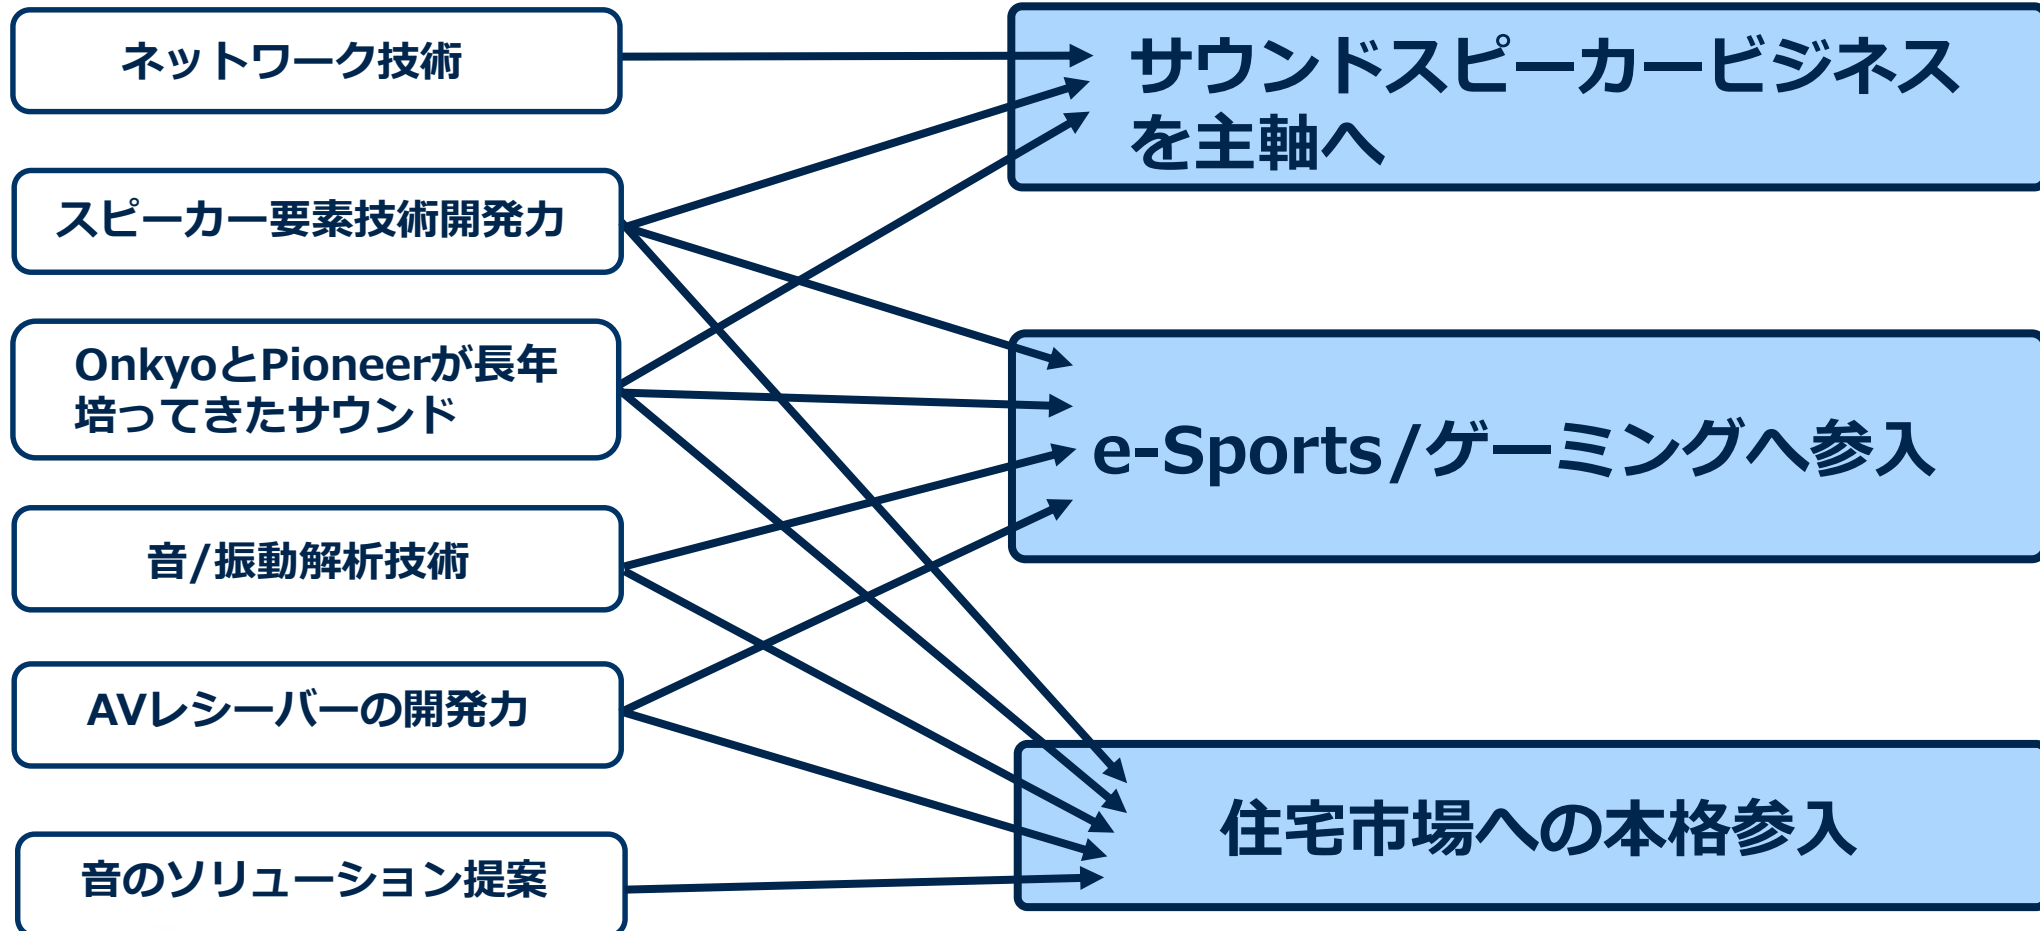 ネットワーク技術
スピーカー要素技術開発力
OnkyoとPioneerが長年
培ってきたサウンド
音/振動解析技術
AVレシーバーの開発力
音のソリューション提案
サウンドスピーカービジネス
を主軸へ
e-Sports/ゲーミングへ参入
住宅市場への本格参入